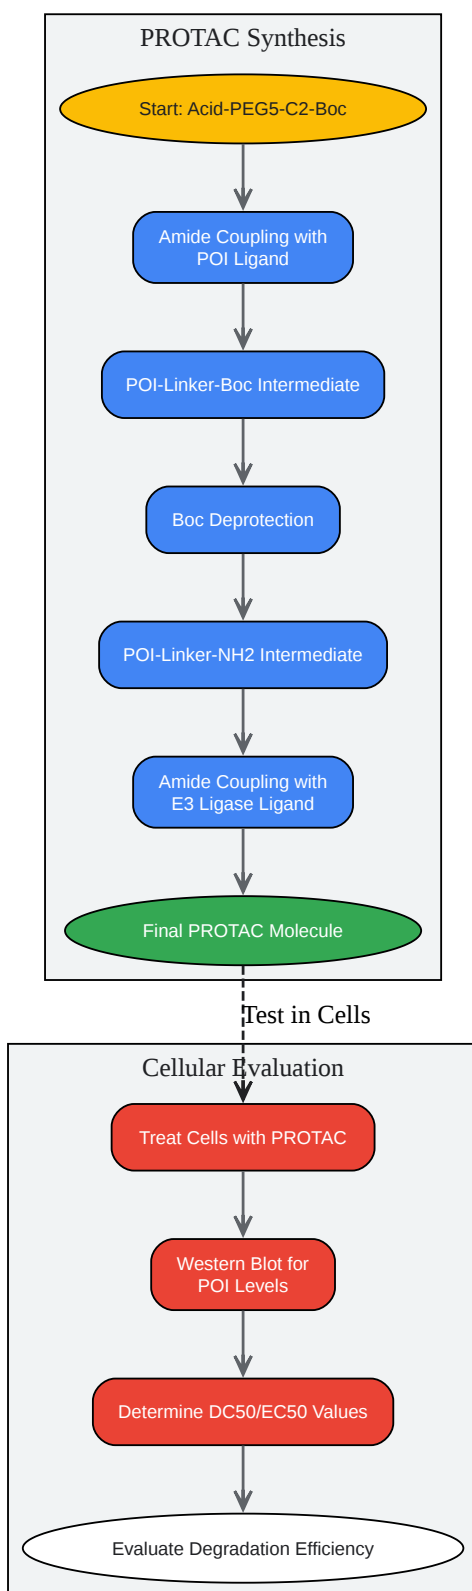 PROTAC Synthesis
Start: Acid-PEG5-C2-Boc
Amide Coupling with
POI Ligand
POI-Linker-Boc Intermediate
Boc Deprotection
POI-Linker-NH2 Intermediate
Amide Coupling with
E3 Ligase Ligand
Final PROTAC Molecule
Test in Cells
Cellular Evaluation
Treat Cells with PROTAC
Western Blot for
POI Levels
Determine DC50/EC50 Values
Evaluate Degradation Efficiency